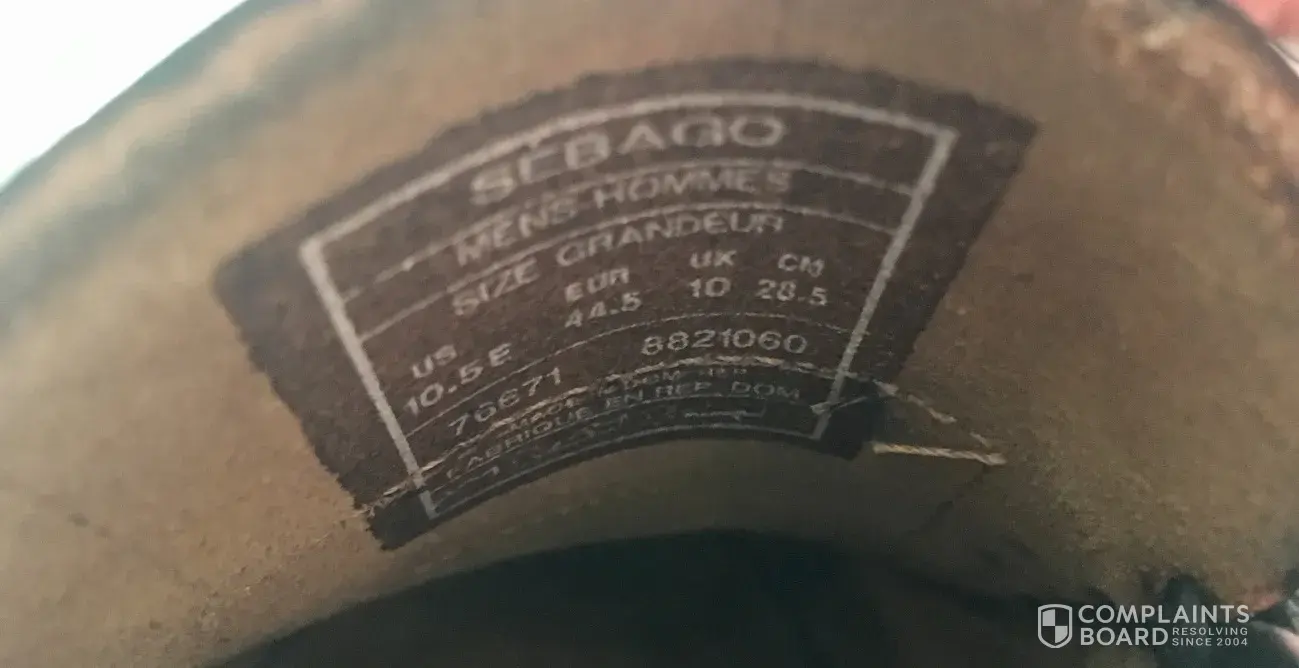 SEBAGO
MENS HOMMES
SIZE GRANDEUR
US EUR UK CM
10.5 E 44.5 10 28.5
76671 8821060
MADE IN DOM. REP.
FABRIQUE EN REP. DOM.
COMPLAINTS
BOARD RESOLVING
SINCE 2004